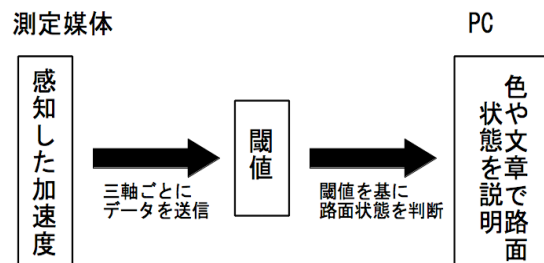 測定媒体
PC
感知した加速度
三軸ごとに
データを送信
閾値
閾値を基に
路面状態を判断
色や文章で路面
状態を説明